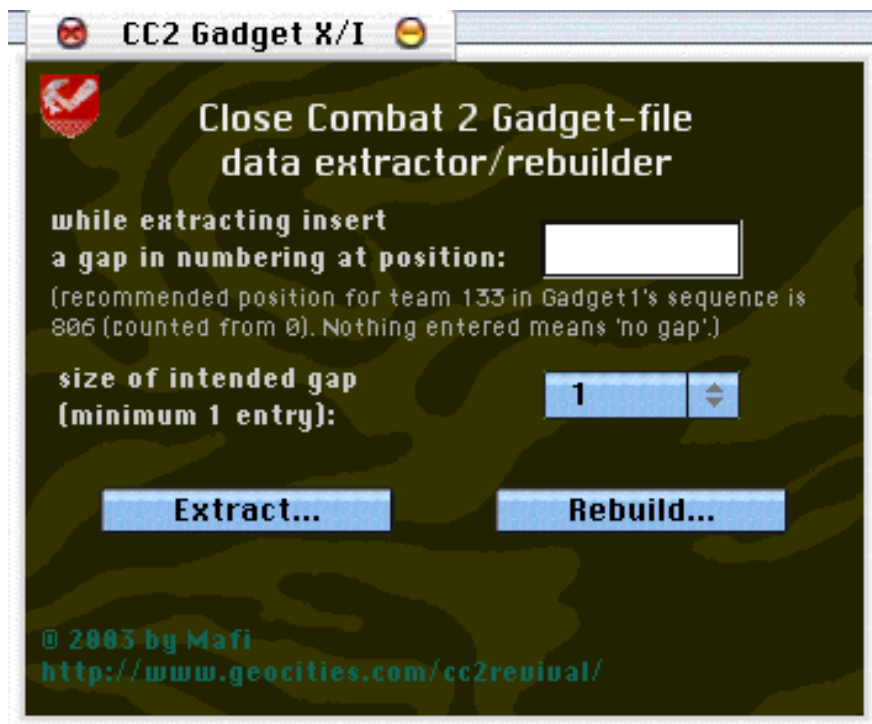 CC2 Gadget X/I
Close Combat 2 Gadget-file
data extractor/rebuilder
while extracting insert
a gap in numbering at position:
(recommended position for team 133 in Gadget1's sequence is
806 (counted from 0). Nothing entered means 'no gap'.)
size of intended gap
(minimum 1 entry):
1
Extract...
Rebuild...
© 2003 by Mafi
http://www.geocities.com/cc2revival/